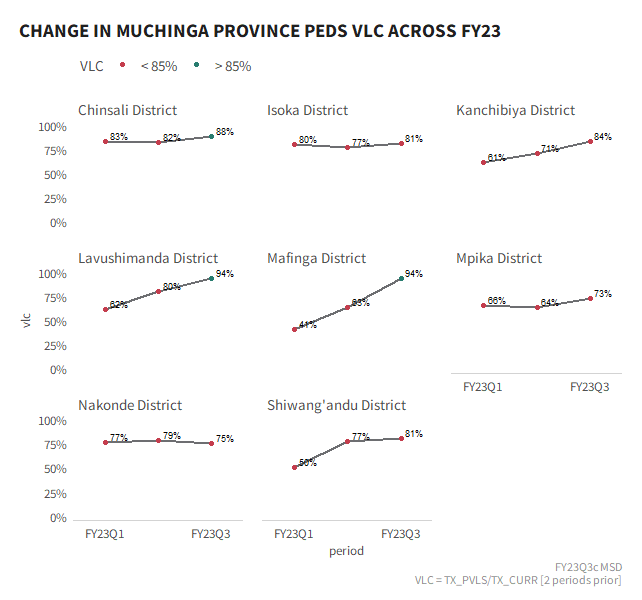 CHANGE IN MUCHINGA PROVINCE PEDS VLC ACROSS FY23
VLC < 85% > 85%
Chinsali District Isoka District Kanchibiya District
100% 75% 50% 25% 0%
83% 82% 88%
80% 77% 81%
61% 71% 84%
Lavushimanda District Mafinga District Mpika District
vlc
100% 75% 50% 25% 0%
62% 80% 94%
41% 63% 94%
66% 64% 73%
FY23Q1 FY23Q3
Nakonde District Shiwang'andu District
100% 75% 50% 25% 0%
77% 79% 75%
77% 81%
FY23Q1 FY23Q3 FY23Q1 FY23Q3
period
FY23Q3c MSD
VLC = TX_PVLS/TX_CURR [2 periods prior]